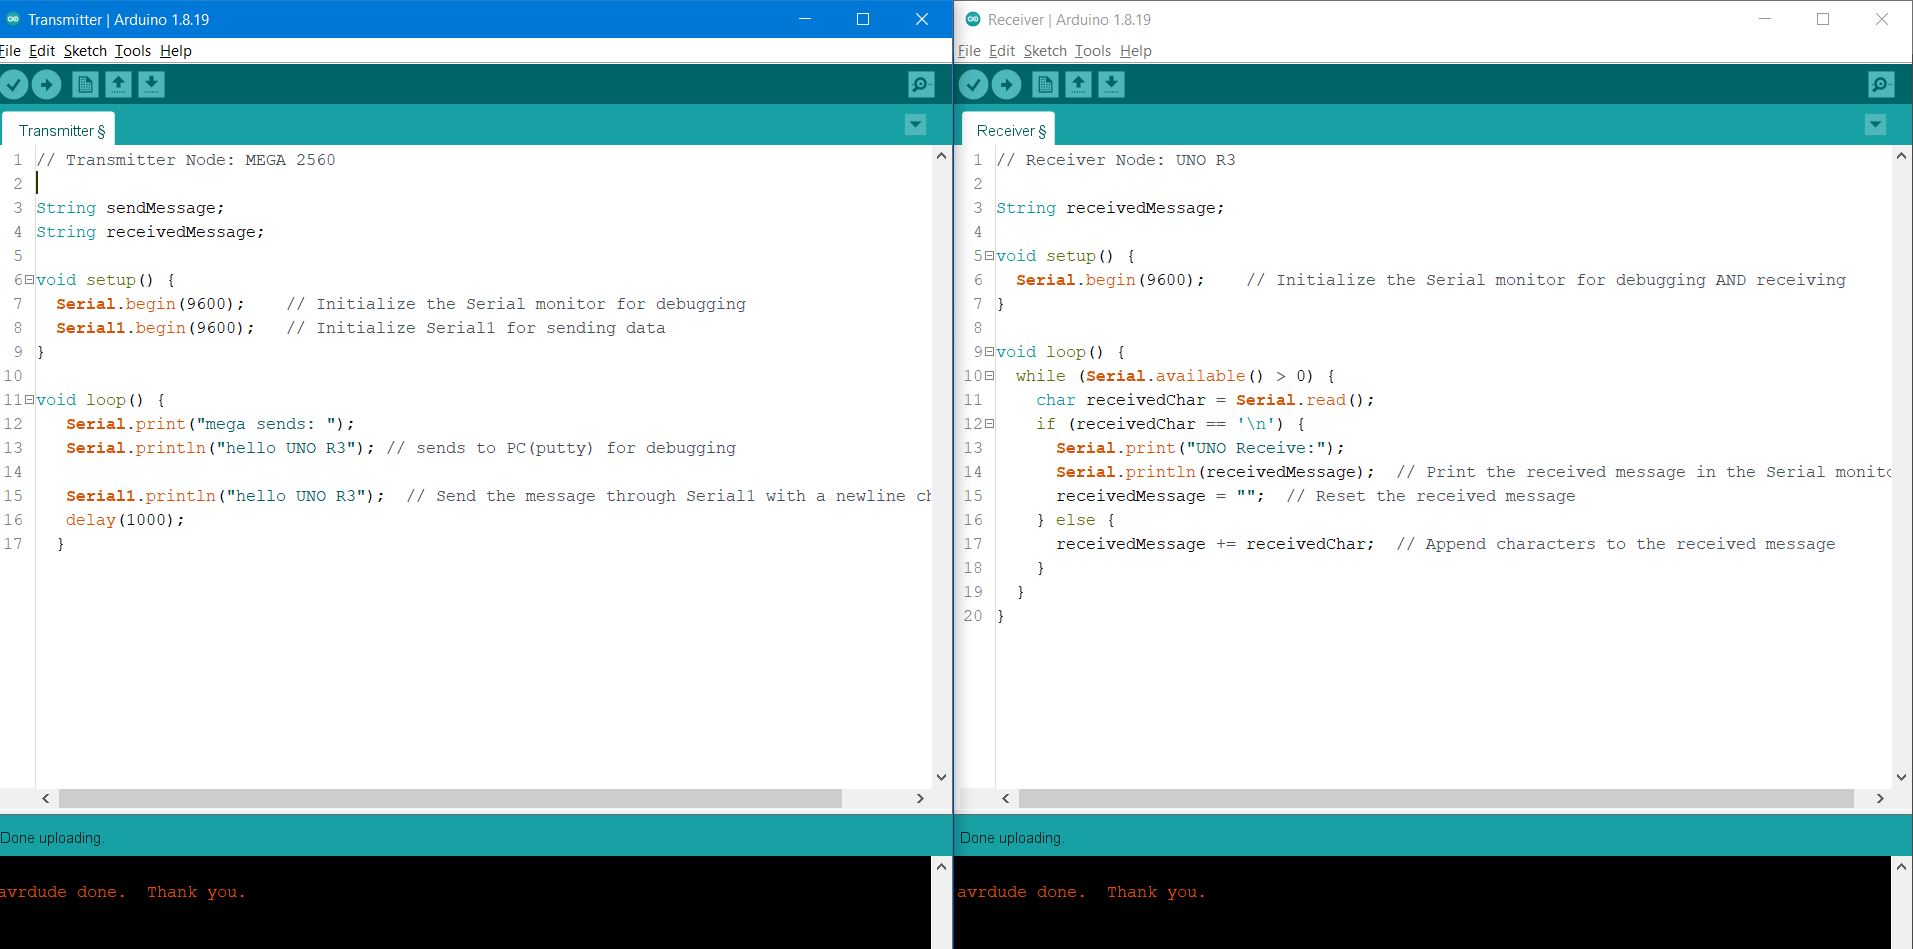 Transmitter | Arduino 1.8.19
File Edit Sketch Tools Help
Transmitter §
1 // Transmitter Node: MEGA 2560
2
3 String sendMessage;
4 String receivedMessage;
5
6 void setup() {
7 Serial.begin(9600); // Initialize the Serial monitor for debugging
8 Serial1.begin(9600); // Initialize Serial1 for sending data
9 }
10
11 void loop() {
12 Serial.print("mega sends: ");
13 Serial.println("hello UNO R3"); // sends to PC(putty) for debugging
14
15 Serial1.println("hello UNO R3"); // Send the message through Serial1 with a newline ch
16 delay(1000);
17 }
Done uploading.
avrdude done. Thank you.
Receiver | Arduino 1.8.19
File Edit Sketch Tools Help
Receiver §
1 // Receiver Node: UNO R3
2
3 String receivedMessage;
4
5 void setup() {
6 Serial.begin(9600); // Initialize the Serial monitor for debugging AND receiving
7 }
8
9 void loop() {
10 while (Serial.available() > 0) {
11 char receivedChar = Serial.read();
12 if (receivedChar == '\n') {
13 Serial.print("UNO Receive:");
14 Serial.println(receivedMessage); // Print the received message in the Serial monito
15 receivedMessage = ""; // Reset the received message
16 } else {
17 receivedMessage += receivedChar; // Append characters to the received message
18 }
19 }
20 }
Done uploading.
avrdude done. Thank you.